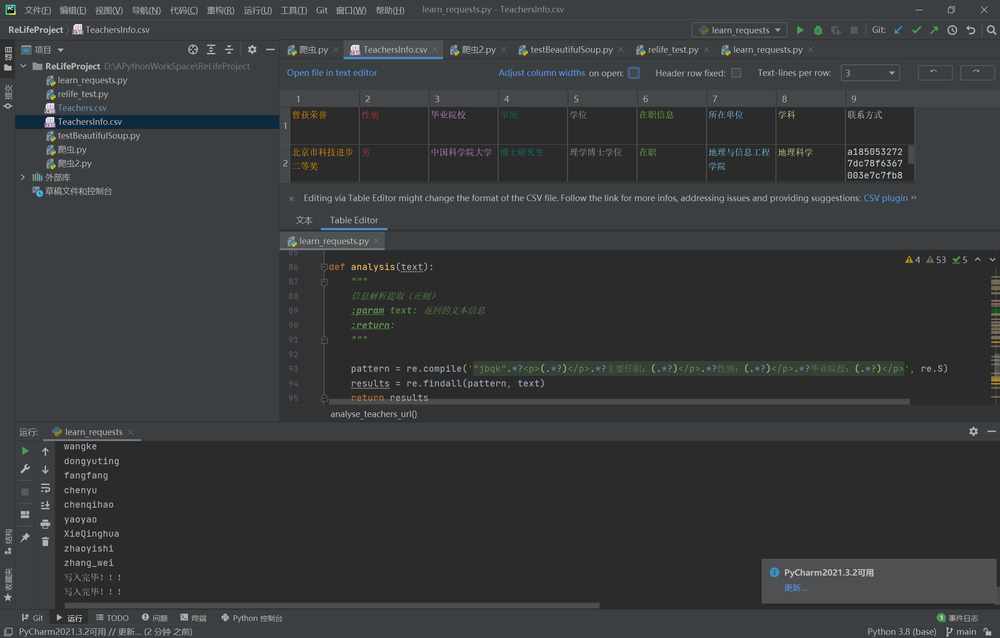 文件(F) 编辑(E) 视图(V) 导航(N) 代码(C) 重构(R) 运行(U) 工具(T) Git 窗口(W) 帮助(H) learn_requests.py - TeachersInfo.csv
ReLifeProject TeachersInfo.csv learn_requests Git:
项目
提交
结构
收藏夹
项目
ReLifeProject D:\APythonWorkSpace\ReLifeProject
learn_requests.py
relife_test.py
Teachers.csv
TeachersInfo.csv
testBeautifulSoup.py
爬虫.py
爬虫2.py
外部库
草稿文件和控制台
爬虫.py TeachersInfo.csv 爬虫2.py testBeautifulSoup.py relife_test.py learn_requests.py
Open file in text editor Adjust column widths on open: Header row fixed: Text-lines per row: 3
1 2 3 4 5 6 7 8 9
1 曾获荣誉 性别 毕业院校 学历 学位 在职信息 所在单位 学科 联系方式
2 北京市科技进步二等奖 男 中国科学院大学 博士研究生 理学博士学位 在职 地理与信息工程学院 地理科学 a1850532727dc78f6367003e7c7fb8
Editing via Table Editor might change the format of the CSV file. Follow the link for more infos, addressing issues and providing suggestions: CSV plugin
文本 Table Editor
learn_requests.py
85
4 53 5
86 def analysis(text):
87 """
88 信息解析提取（正则）
89 :param text: 返回的文本信息
90 :return:
91 """
92
93 pattern = re.compile('"jbqk".*?<p>(.*?)</p>.*?主要任职：(.*?)</p>.*?性别：(.*?)</p>.*?毕业院校：(.*?)</p>', re.S)
94 results = re.findall(pattern, text)
95 return results
analyse_teachers_url()
运行: learn_requests
wangke
dongyuting
fangfang
chenyu
chenqihao
yaoyao
XieQinghua
zhaoyishi
zhang_wei
写入完毕！！！
写入完毕！！！
PyCharm2021.3.2可用
更新...
Git 运行 TODO 问题 终端 Python 控制台 1 事件日志
PyCharm2021.3.2可用 // 更新... (2 分钟 之前) Python 3.8 (base) main